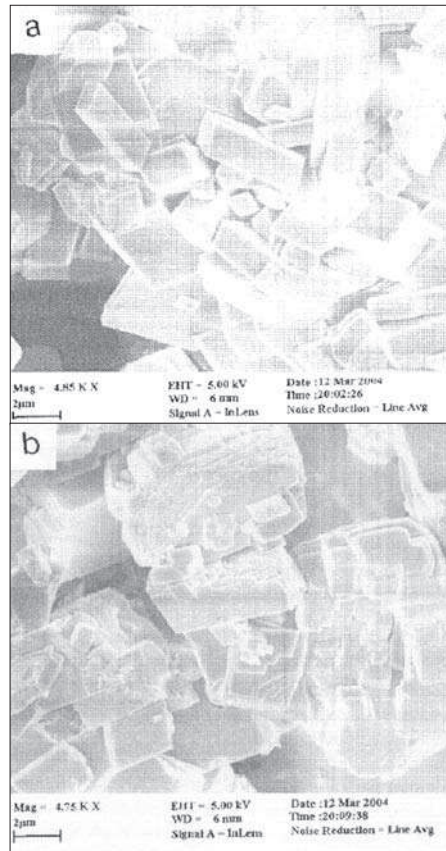 a
Mag = 4.85 K X
2µm
EHT = 5.00 kV
WD = 6 mm
Signal A = InLens
Date :12 Mar 2004
Time :20:02:26
Noise Reduction = Line Avg
b
Mag = 4.75 K X
2µm
EHT = 5.00 kV
WD = 6 mm
Signal A = InLens
Date :12 Mar 2004
Time :20:09:38
Noise Reduction = Line Avg